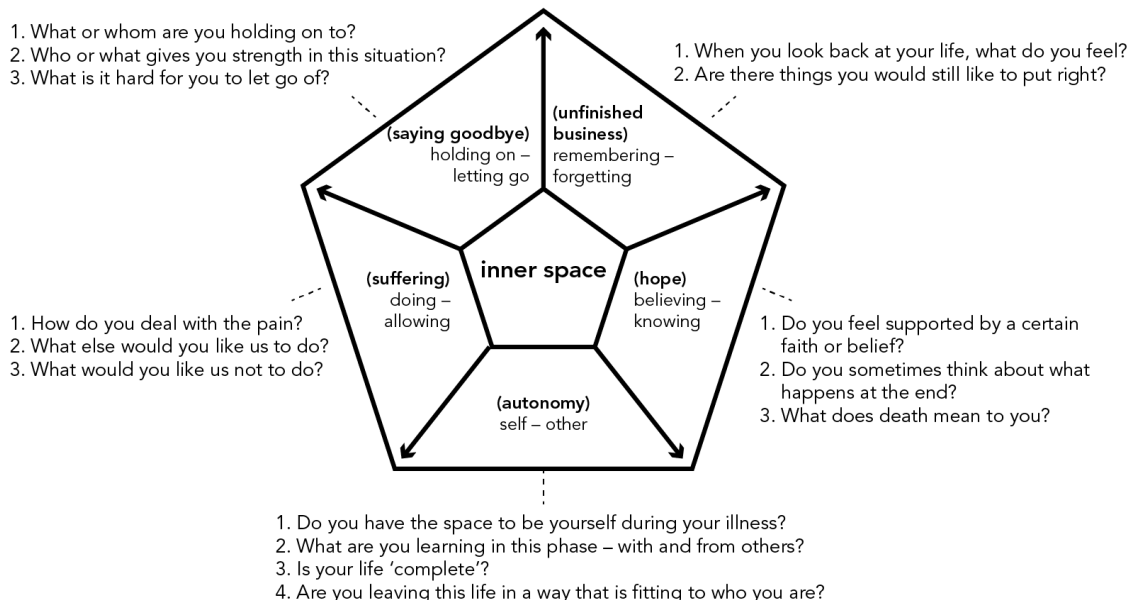 1. What or whom are you holding on to?
2. Who or what gives you strength in this situation?
3. What is it hard for you to let go of?
1. When you look back at your life, what do you feel?
2. Are there things you would still like to put right?
(saying goodbye)
holding on –
letting go
(unfinished
business)
remembering –
forgetting
inner space
(suffering)
doing –
allowing
(hope)
believing –
knowing
1. How do you deal with the pain?
2. What else would you like us to do?
3. What would you like us not to do?
1. Do you feel supported by a certain
faith or belief?
2. Do you sometimes think about what
happens at the end?
3. What does death mean to you?
(autonomy)
self – other
1. Do you have the space to be yourself during your illness?
2. What are you learning in this phase – with and from others?
3. Is your life ‘complete’?
4. Are you leaving this life in a way that is fitting to who you are?